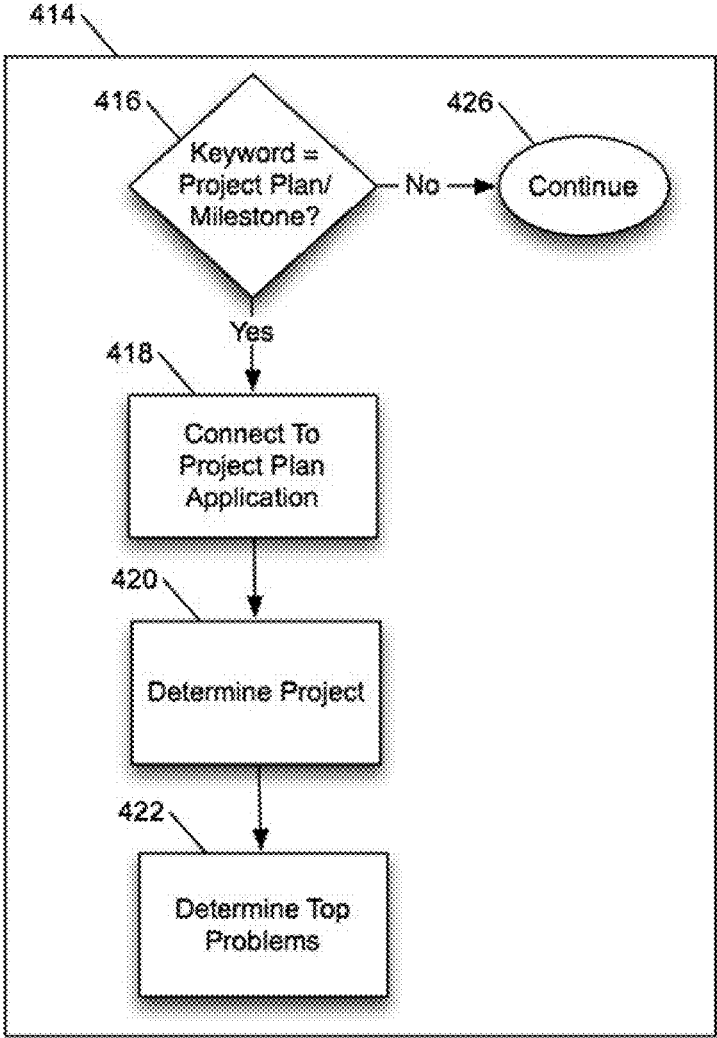 414
416
Keyword =
Project Plan/
Milestone?
No
426
Continue
Yes
418
Connect To
Project Plan
Application
420
Determine Project
422
Determine Top
Problems